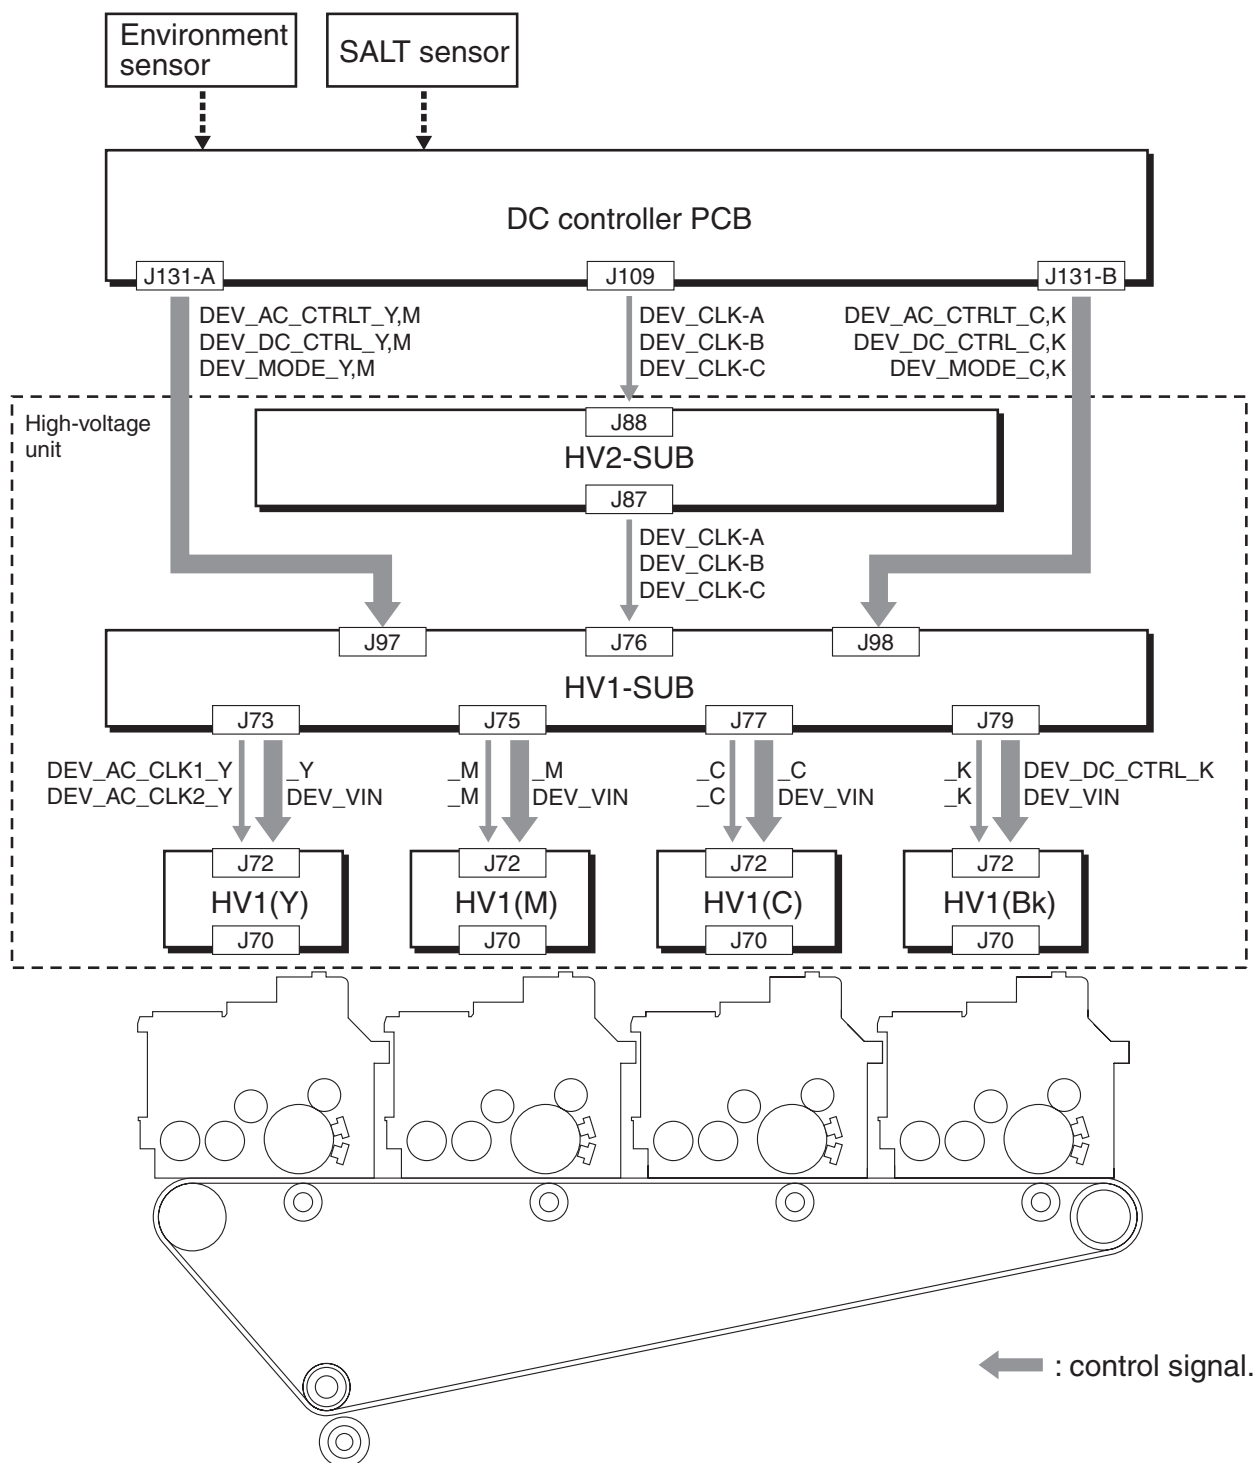 Environment
sensor
SALT sensor
DC controller PCB
J131-A
J109
J131-B
DEV_AC_CTRLT_Y,M
DEV_DC_CTRL_Y,M
DEV_MODE_Y,M
DEV_CLK-A
DEV_CLK-B
DEV_CLK-C
DEV_AC_CTRLT_C,K
DEV_DC_CTRL_C,K
DEV_MODE_C,K
High-voltage
unit
J88
HV2-SUB
J87
DEV_CLK-A
DEV_CLK-B
DEV_CLK-C
J97
J76
J98
HV1-SUB
J73
J75
J77
J79
DEV_AC_CLK1_Y
DEV_AC_CLK2_Y
_Y
DEV_VIN
_M
_M
_M
DEV_VIN
_C
_C
_C
DEV_VIN
_K
_K
DEV_DC_CTRL_K
DEV_VIN
J72
HV1(Y)
J70
J72
HV1(M)
J70
J72
HV1(C)
J70
J72
HV1(Bk)
J70
: control signal.